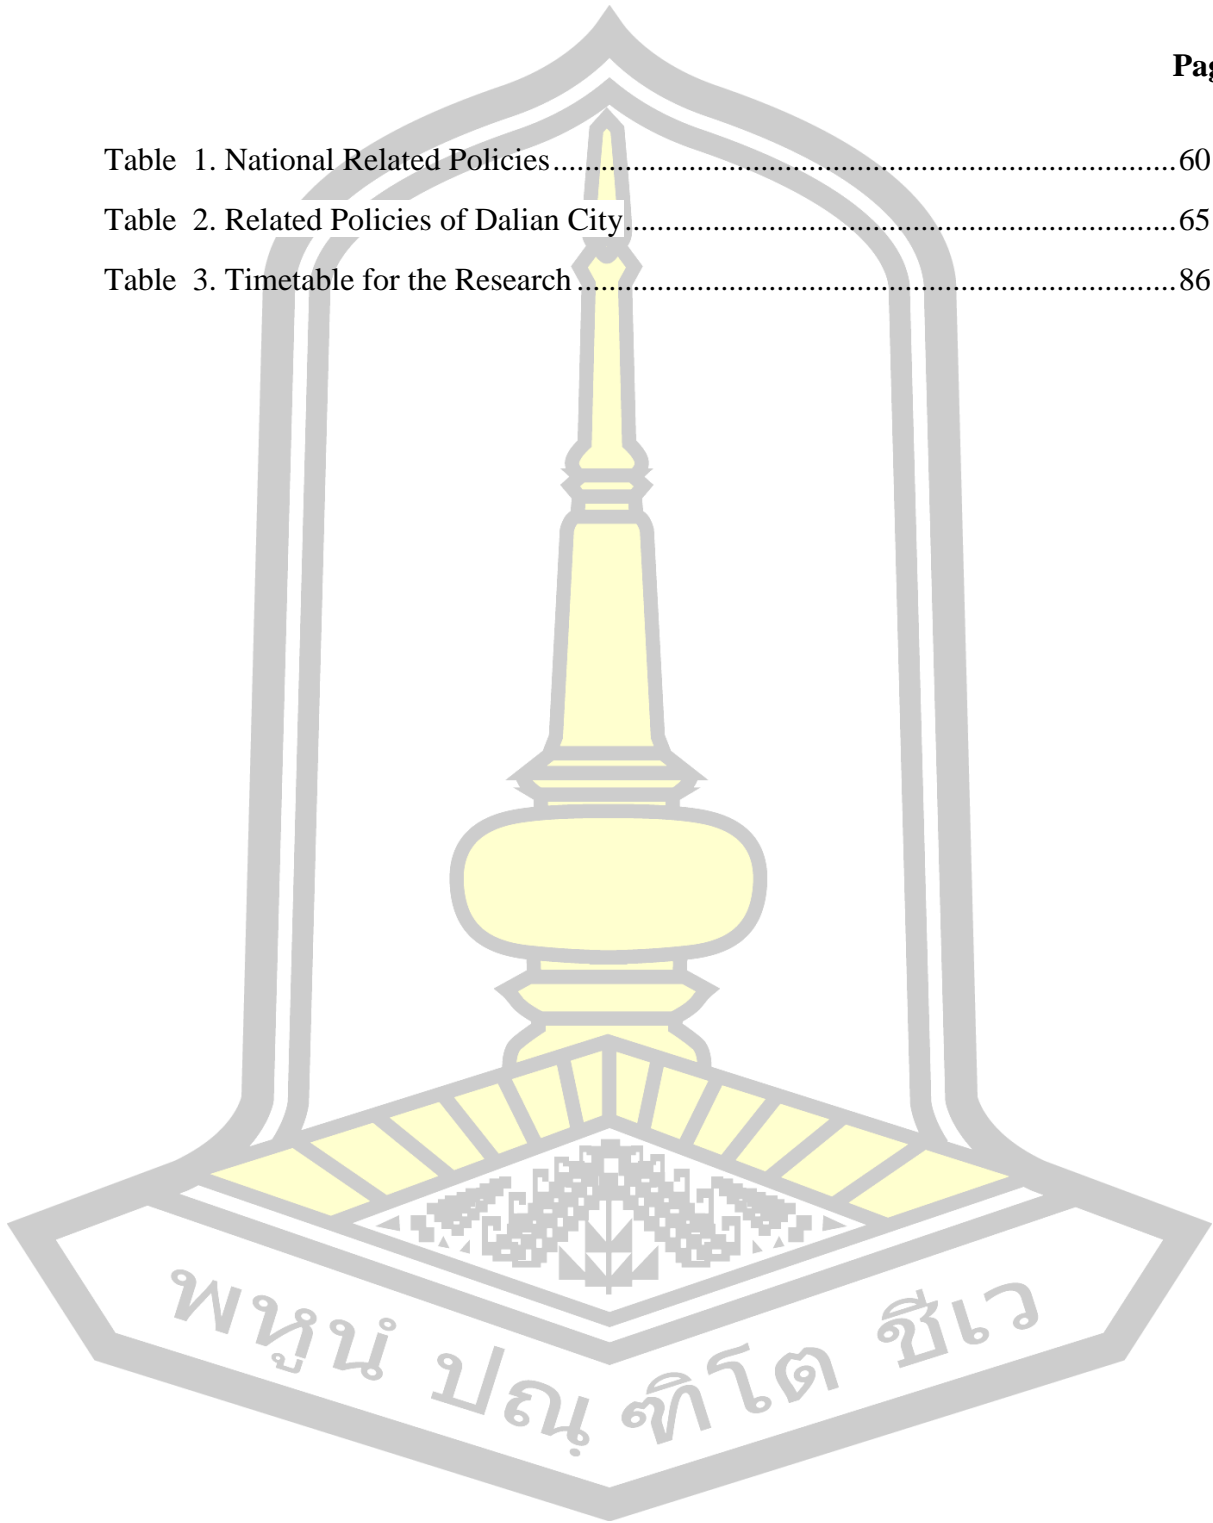 Pag
Table 1. National Related Policies.............................................................................60
Table 2. Related Policies of Dalian City....................................................................65
Table 3. Timetable for the Research..........................................................................86
พหูนํ ปณฺฑิโต ชีเว